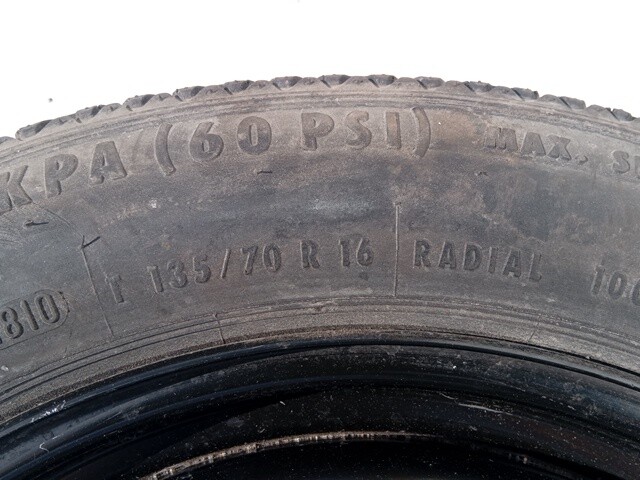 KPA (60 PSI) MAX.
810 T 135/70 R 16 RADIAL